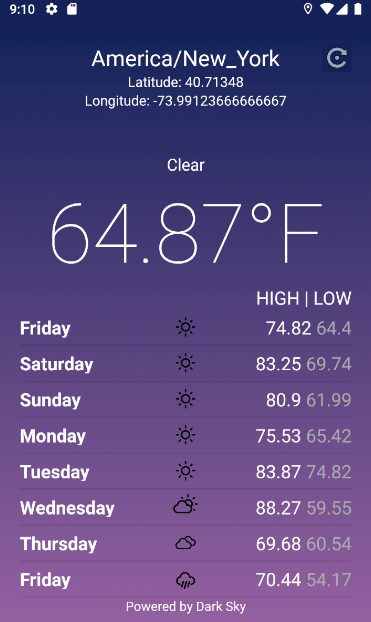 9:10
America/New_York
Latitude: 40.71348
Longitude: -73.99123666666667
Clear
64.87°F
HIGH | LOW
Friday 74.82 64.4
Saturday 83.25 69.74
Sunday 80.9 61.99
Monday 75.53 65.42
Tuesday 83.87 74.82
Wednesday 88.27 59.55
Thursday 69.68 60.54
Friday 70.44 54.17
Powered by Dark Sky